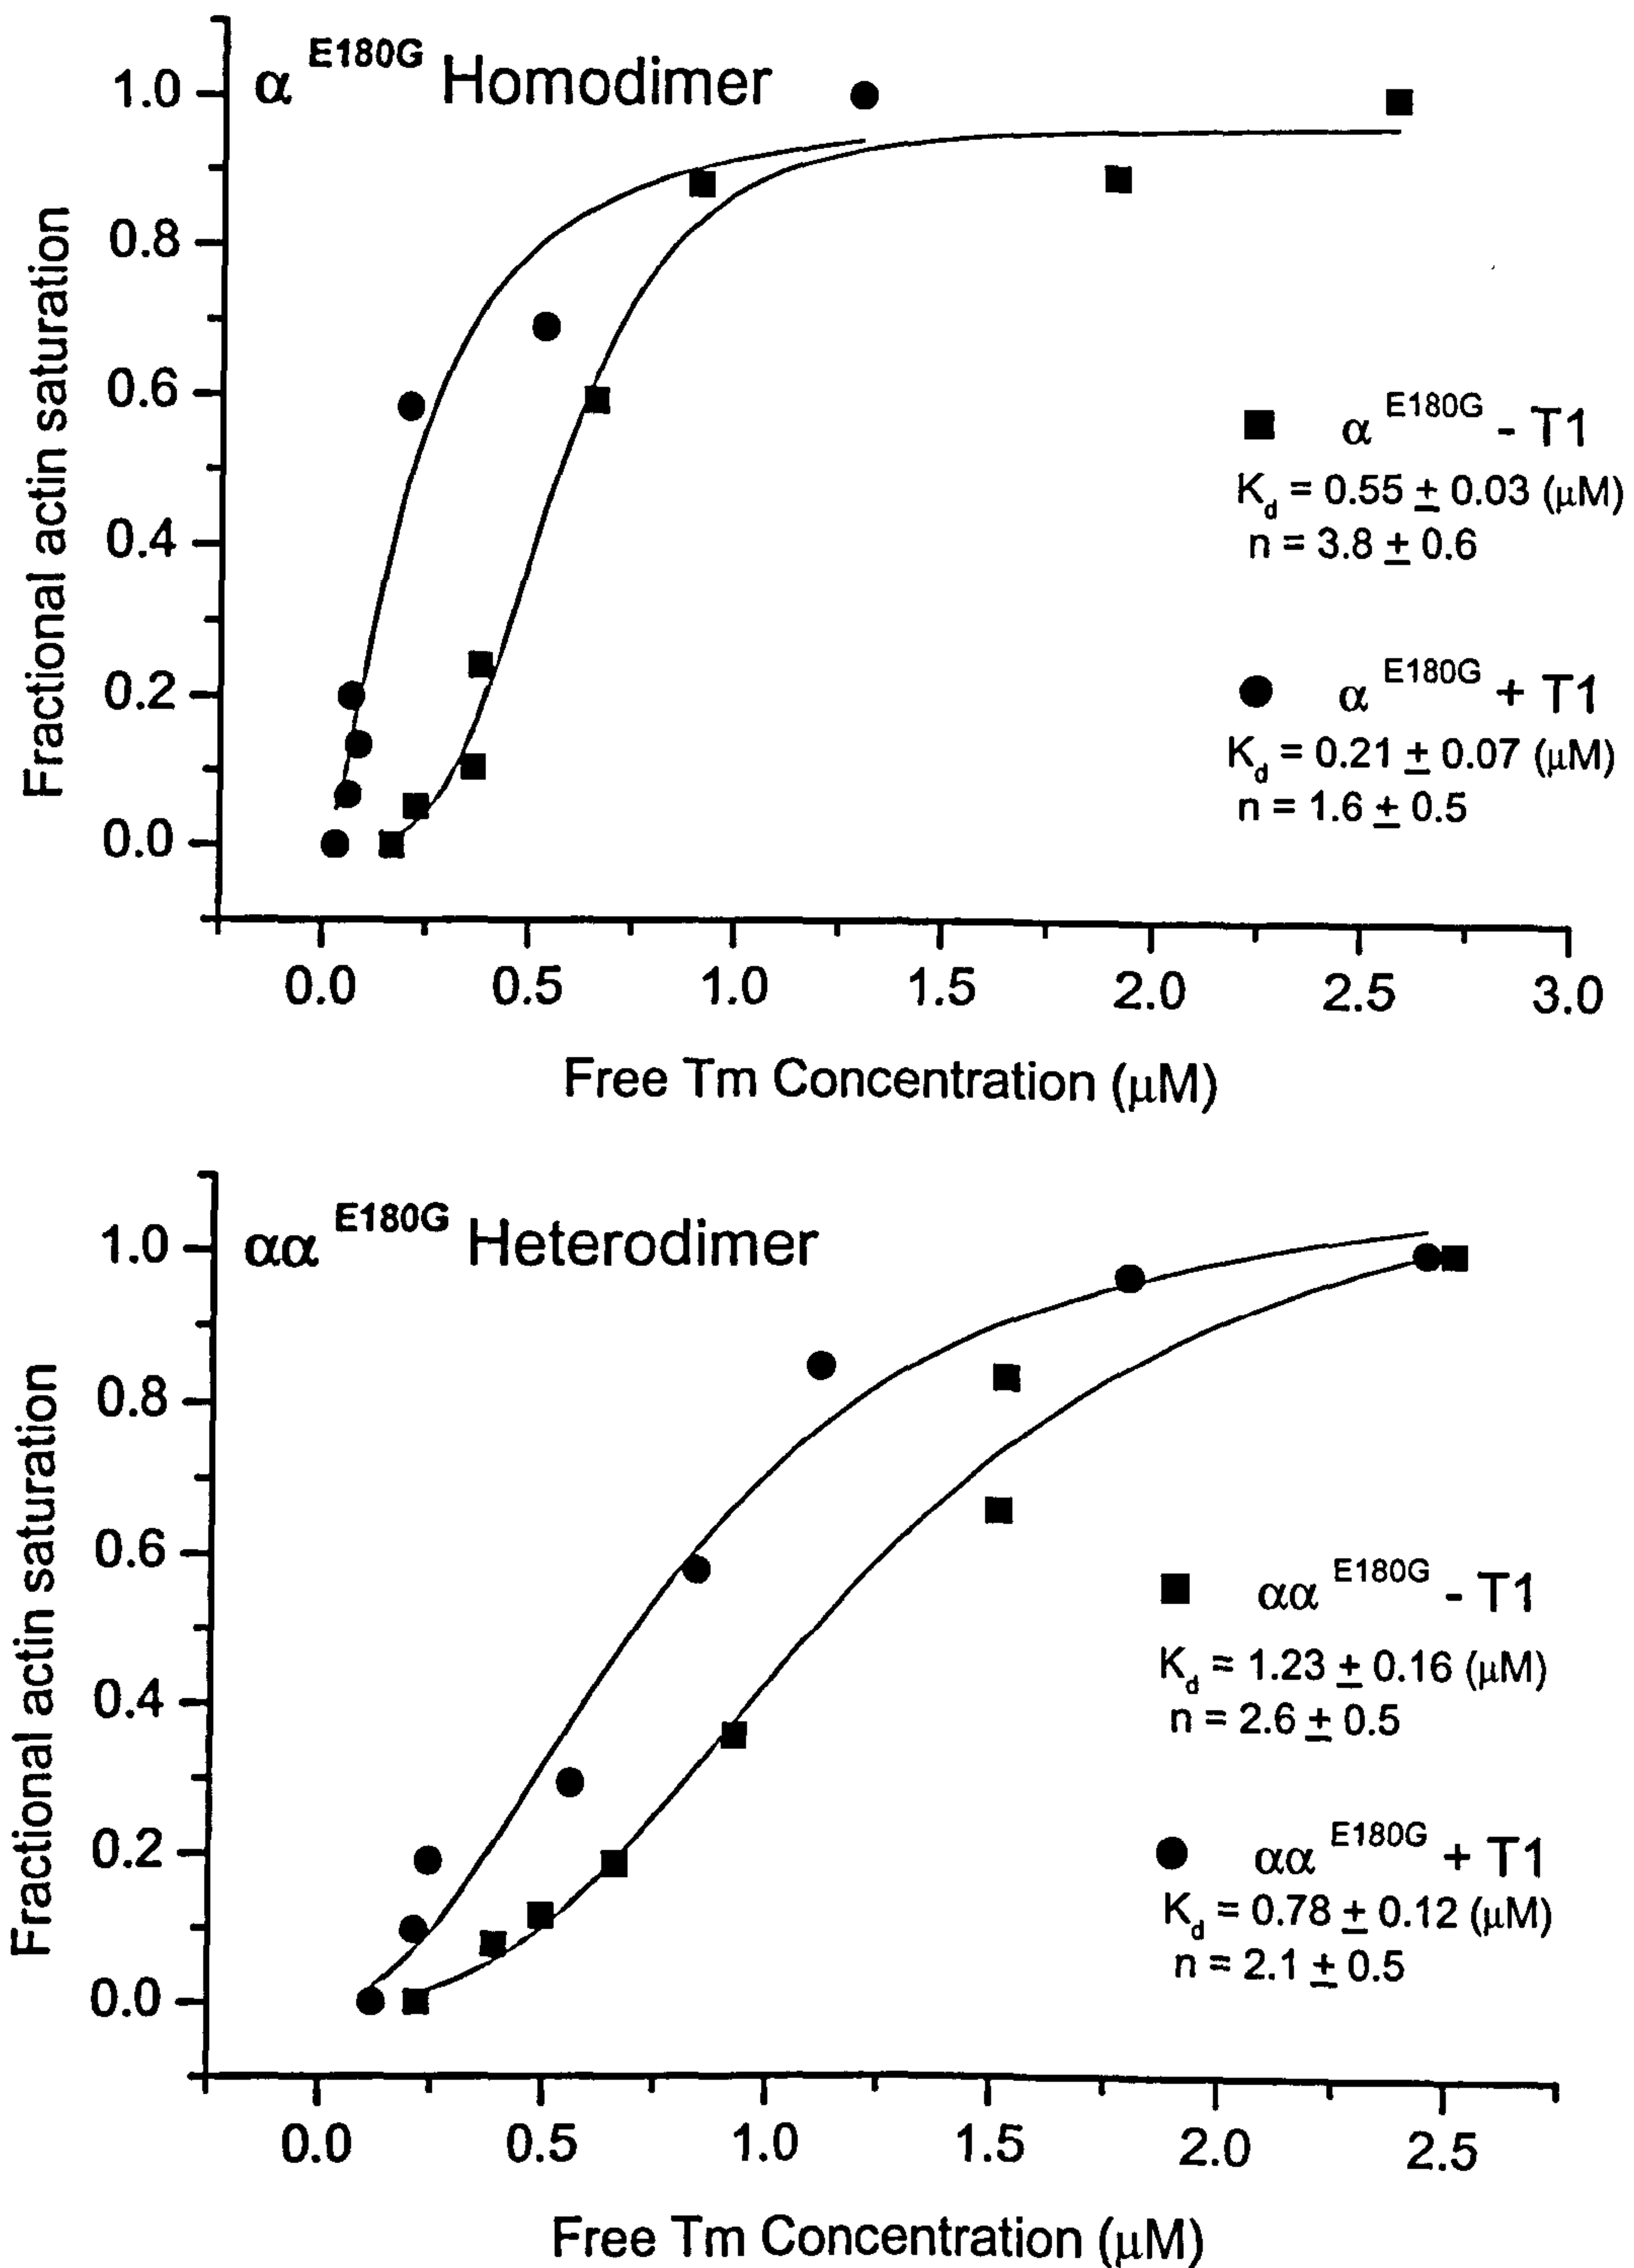 α E180G Homodimer
1.0
0.8
0.6
0.4
0.2
0.0
Fractional actin saturation
α E180G - T1
Kd = 0.55 ± 0.03 (μM)
n = 3.8 ± 0.6
α E180G + T1
Kd = 0.21 ± 0.07 (μM)
n = 1.6 ± 0.5
0.0 0.5 1.0 1.5 2.0 2.5 3.0
Free Tm Concentration (μM)
αα E180G Heterodimer
1.0
0.8
0.6
0.4
0.2
0.0
Fractional actin saturation
αα E180G - T1
Kd = 1.23 ± 0.16 (μM)
n = 2.6 ± 0.5
αα E180G + T1
Kd = 0.78 ± 0.12 (μM)
n = 2.1 ± 0.5
0.0 0.5 1.0 1.5 2.0 2.5
Free Tm Concentration (μM)